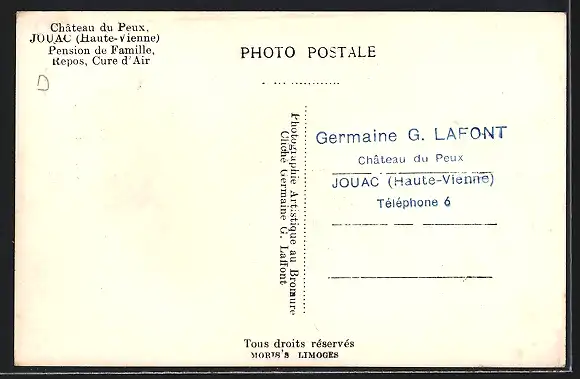 Château du Peux,
JOUAC (Haute-Vienne)
Pension de Famille,
Repos, Cure d'Air
D
PHOTO POSTALE
Photographie Artistique au Bromure
Cliché Germaine G. Laffont
Germaine G. LAFONT
Château du Peux
JOUAC (Haute-Vienne)
Téléphone 6
Tous droits réservés
MORIS'S LIMOGES